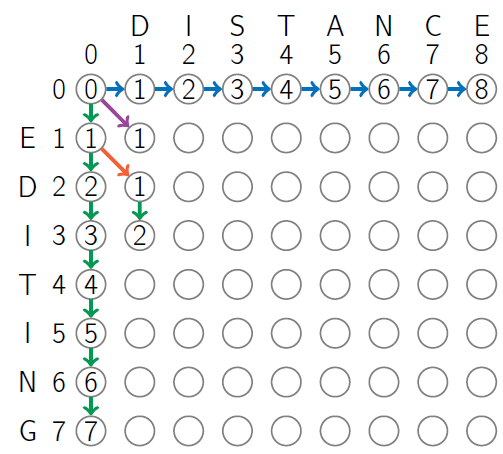 D I S T A N C E
0 1 2 3 4 5 6 7 8
0 0 1 2 3 4 5 6 7 8
E 1 1 1
D 2 2 1
I 3 3 2
T 4 4
I 5 5
N 6 6
G 7 7